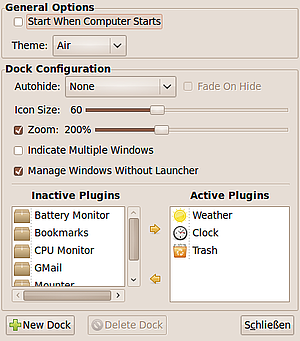 General Options
Start When Computer Starts
Theme: Air
Dock Configuration
Autohide: None Fade On Hide
Icon Size: 60
Zoom: 200%
Indicate Multiple Windows
Manage Windows Without Launcher
Inactive Plugins Active Plugins
Battery Monitor Weather
Bookmarks Clock
CPU Monitor Trash
GMail
Mounter
New Dock Delete Dock Schließen